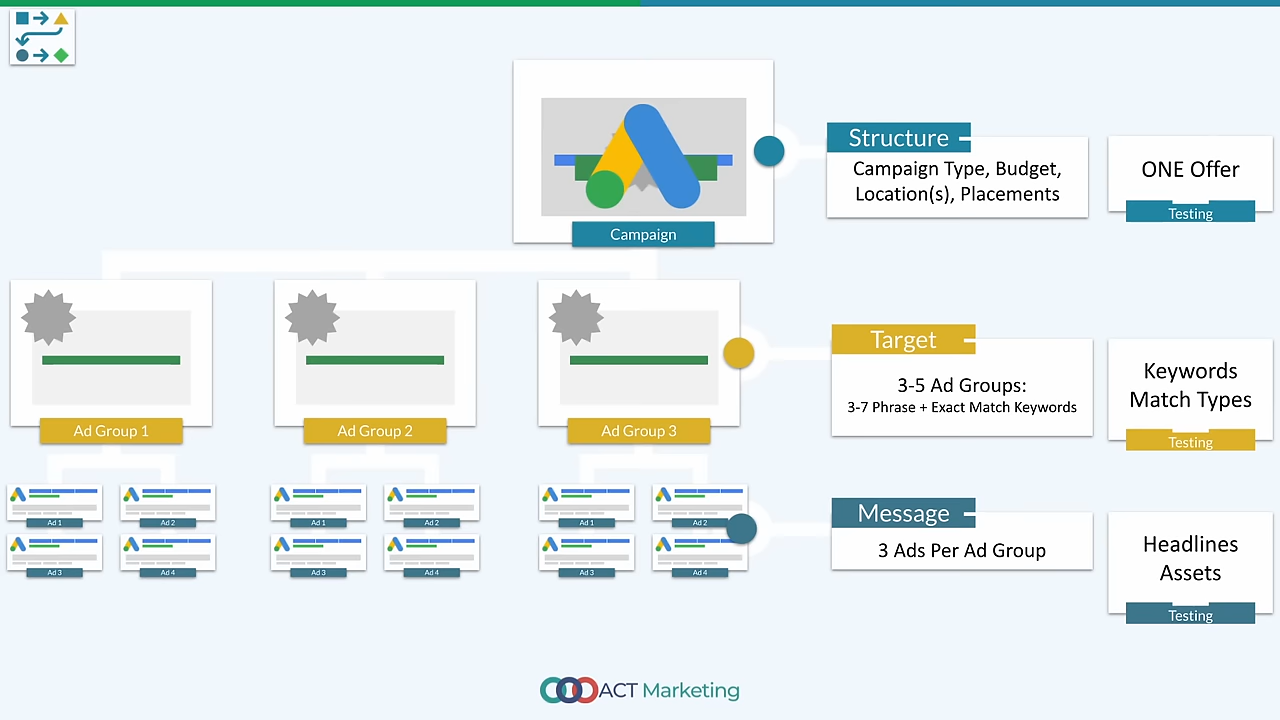 Structure
Campaign Type, Budget,
Location(s), Placements
ONE Offer
Testing
Campaign
Target
3-5 Ad Groups:
3-7 Phrase + Exact Match Keywords
Keywords
Match Types
Testing
Ad Group 1
Ad Group 2
Ad Group 3
Ad 1
Ad 2
Ad 1
Ad 2
Ad 1
Ad 2
Ad 3
Ad 4
Ad 3
Ad 4
Ad 3
Ad 4
Message
3 Ads Per Ad Group
Headlines
Assets
Testing
ACT Marketing